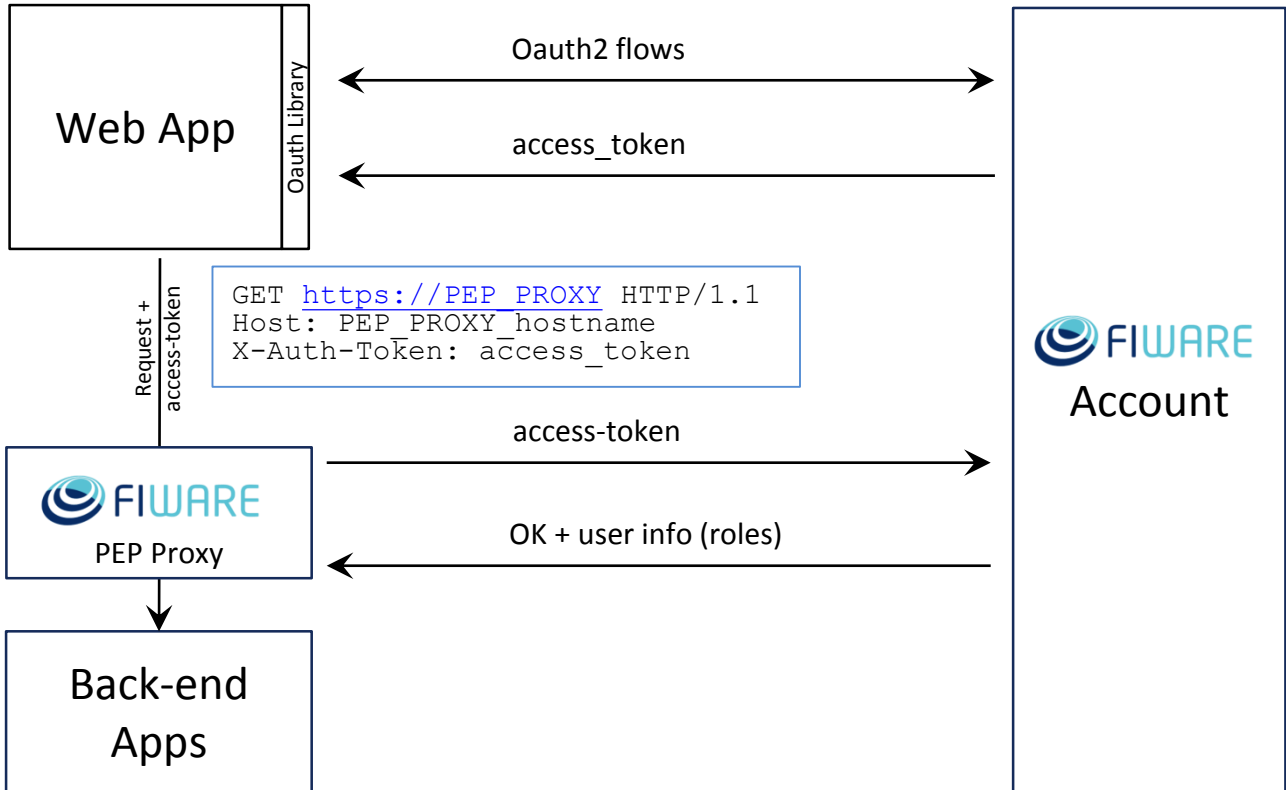 Oauth2 flows
Web App
Oauth Library
access_token
Request +
access-token
GET https://PEP_PROXY HTTP/1.1
Host: PEP_PROXY_hostname
X-Auth-Token: access_token
FIWARE
Account
access-token
FIWARE
PEP Proxy
OK + user info (roles)
Back-end
Apps